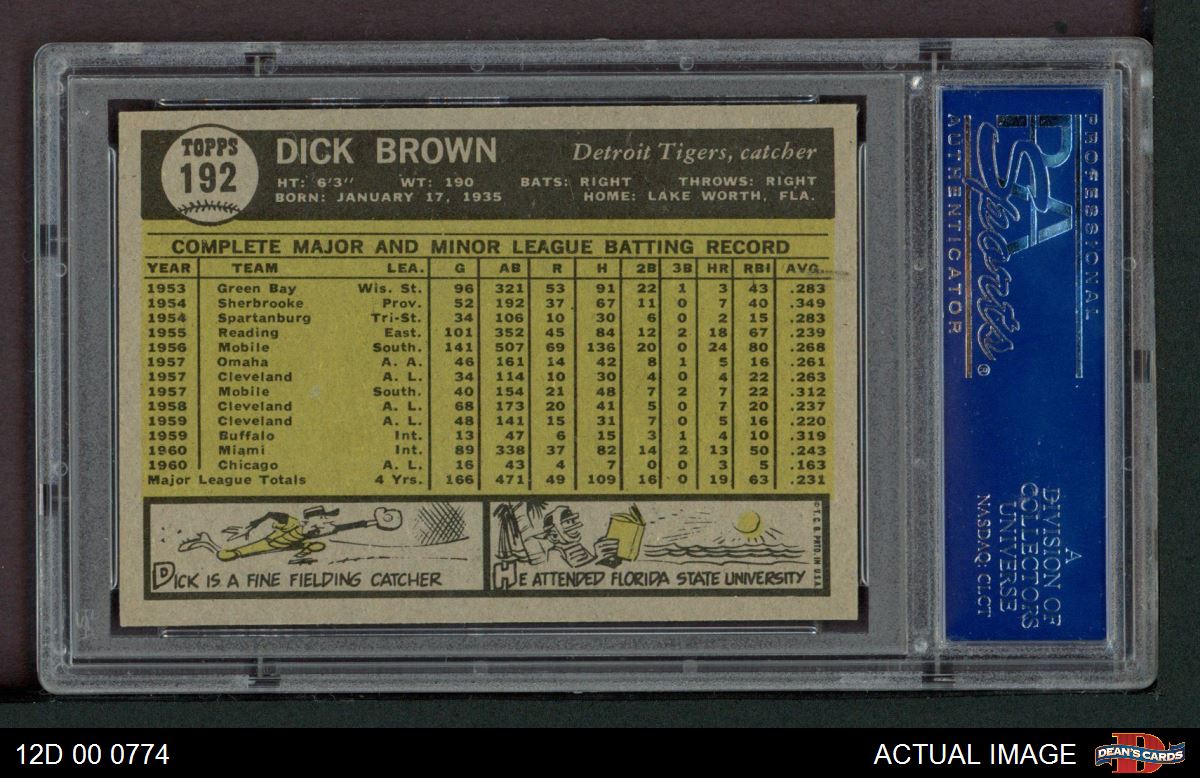 TOPPS
192
DICK BROWN
Detroit Tigers, catcher
HT: 6'3'' WT: 190 BATS: RIGHT THROWS: RIGHT
BORN: JANUARY 17, 1935 HOME: LAKE WORTH, FLA.
COMPLETE MAJOR AND MINOR LEAGUE BATTING RECORD
YEAR TEAM LEA. G AB R H 2B 3B HR RBI AVG.
1953 Green Bay Wis. St. 96 321 53 91 22 1 3 43 .283
1954 Sherbrooke Prov. 52 192 37 67 11 0 7 40 .349
1954 Spartanburg Tri-St. 34 106 10 30 6 0 2 15 .283
1955 Reading East. 101 352 45 84 12 2 18 67 .239
1956 Mobile South. 141 507 69 136 20 0 24 80 .268
1957 Omaha A. A. 46 161 14 42 8 1 5 16 .261
1957 Cleveland A. L. 34 114 10 30 4 0 4 22 .263
1957 Mobile South. 40 154 21 48 7 2 7 22 .312
1958 Cleveland A. L. 68 173 20 41 5 0 7 20 .237
1959 Cleveland A. L. 48 141 15 31 7 0 5 16 .220
1959 Buffalo Int. 13 47 6 15 3 1 4 10 .319
1960 Miami Int. 89 338 37 82 14 2 13 50 .243
1960 Chicago A. L. 16 43 4 7 0 0 3 5 .163
Major League Totals 4 Yrs. 166 471 49 109 16 0 19 63 .231
DICK IS A FINE FIELDING CATCHER
HE ATTENDED FLORIDA STATE UNIVERSITY
©T.C.G. PRTD. IN U.S.A.
PROFESSIONAL
PSA
Sports
AUTHENTICATOR
®
A
DIVISION OF
COLLECTORS
UNIVERSE
NASDAQ: CLCT
12D 00 0774
ACTUAL IMAGE
D
DEAN'S CARDS